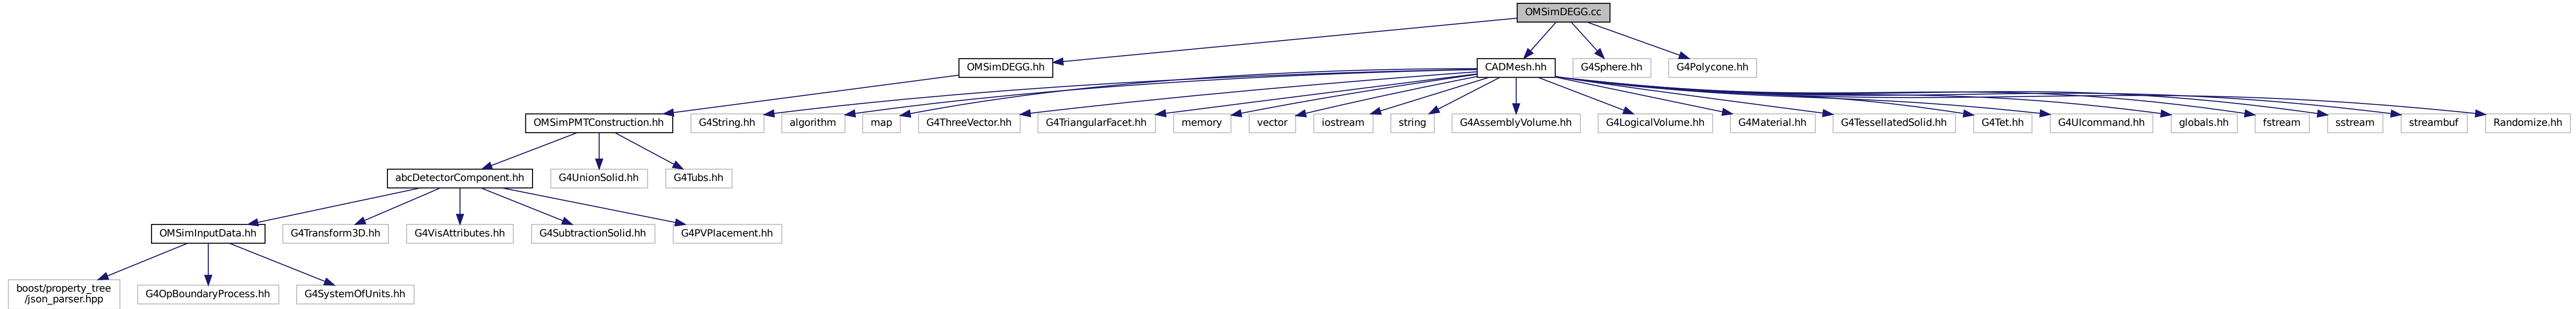 OMSimDEGG.cc
OMSimDEGG.hh
CADMesh.hh
G4Sphere.hh
G4Polycone.hh
OMSimPMTConstruction.hh
G4String.hh
algorithm
map
G4ThreeVector.hh
G4TriangularFacet.hh
memory
vector
iostream
string
G4AssemblyVolume.hh
G4LogicalVolume.hh
G4Material.hh
G4TessellatedSolid.hh
G4Tet.hh
G4UIcommand.hh
globals.hh
fstream
sstream
streambuf
Randomize.hh
abcDetectorComponent.hh
G4UnionSolid.hh
G4Tubs.hh
OMSimInputData.hh
G4Transform3D.hh
G4VisAttributes.hh
G4SubtractionSolid.hh
G4PVPlacement.hh
boost/property_tree
/json_parser.hpp
G4OpBoundaryProcess.hh
G4SystemOfUnits.hh